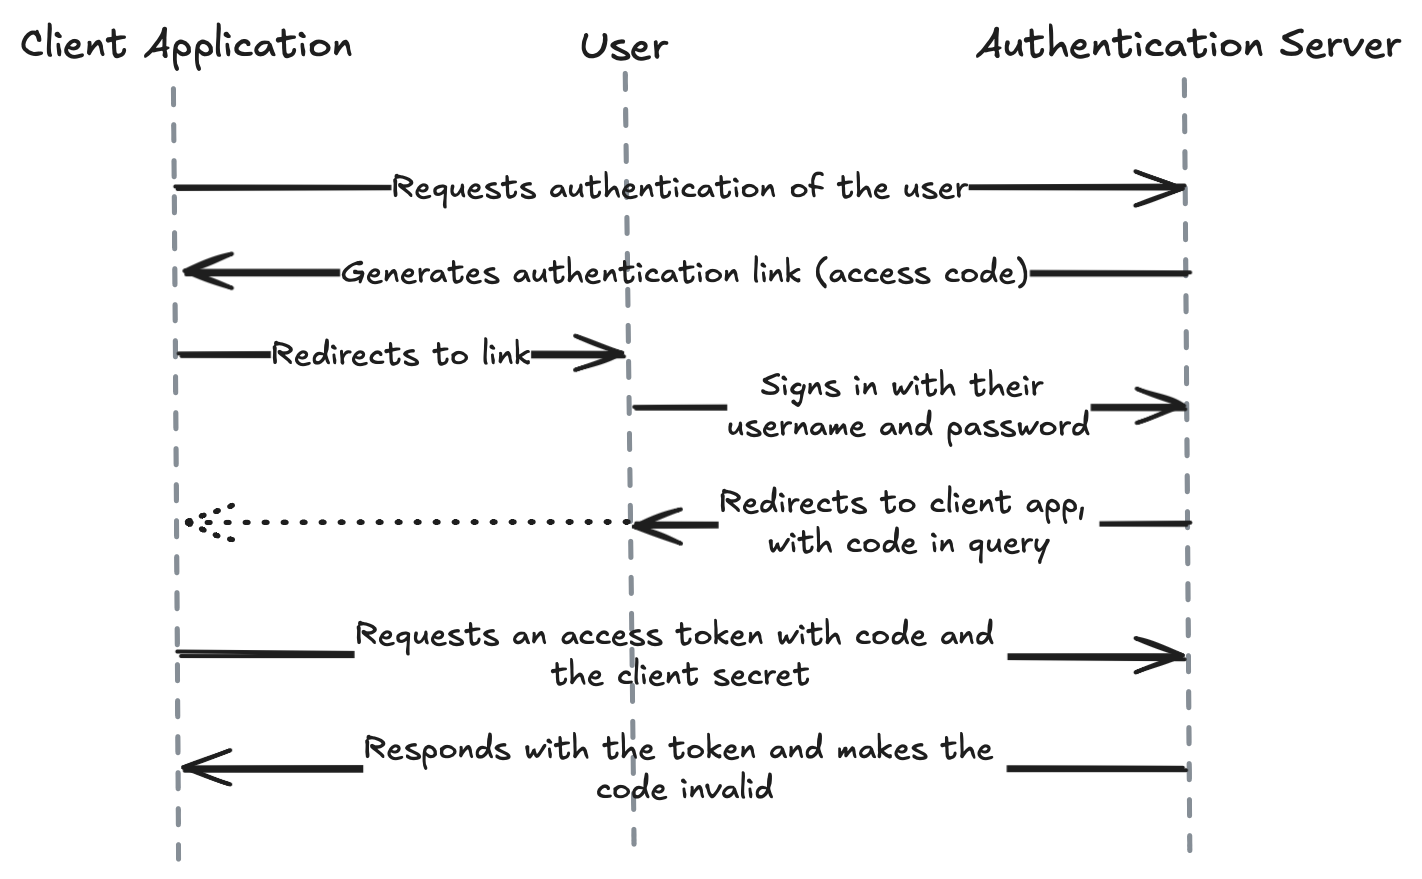 Client Application
User
Authentication Server
Requests authentication of the user
Generates authentication link (access code)
Redirects to link
Signs in with their
username and password
Redirects to client app,
with code in query
Requests an access token with code and
the client secret
Responds with the token and makes the
code invalid